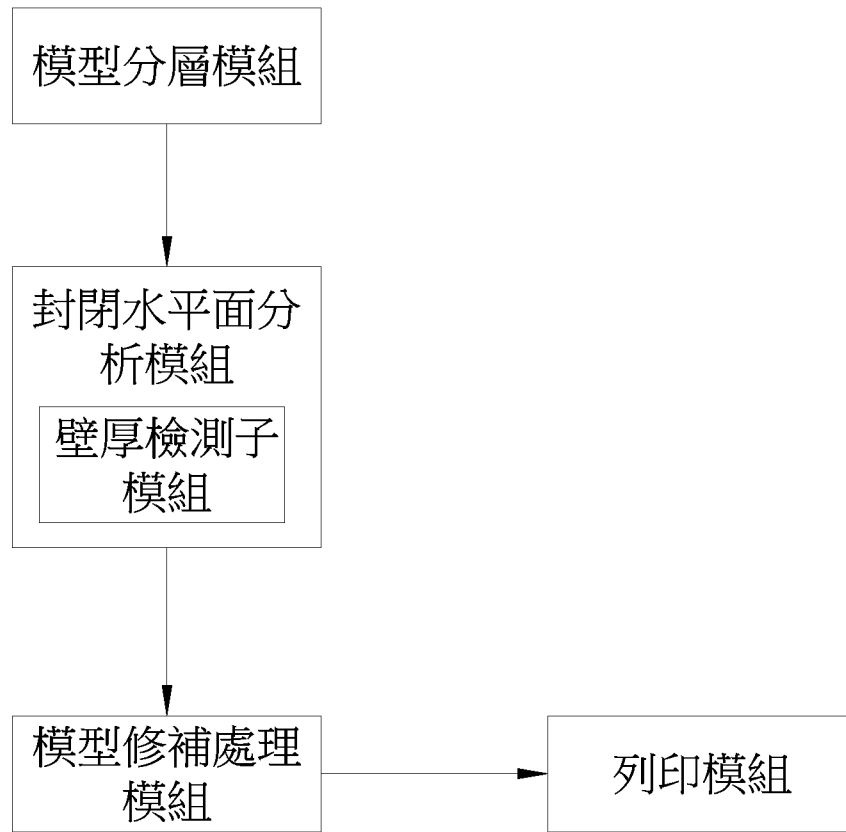 模型分層模組
封閉水平面分
析模組
壁厚檢測子
模組
模型修補處理
模組
列印模組